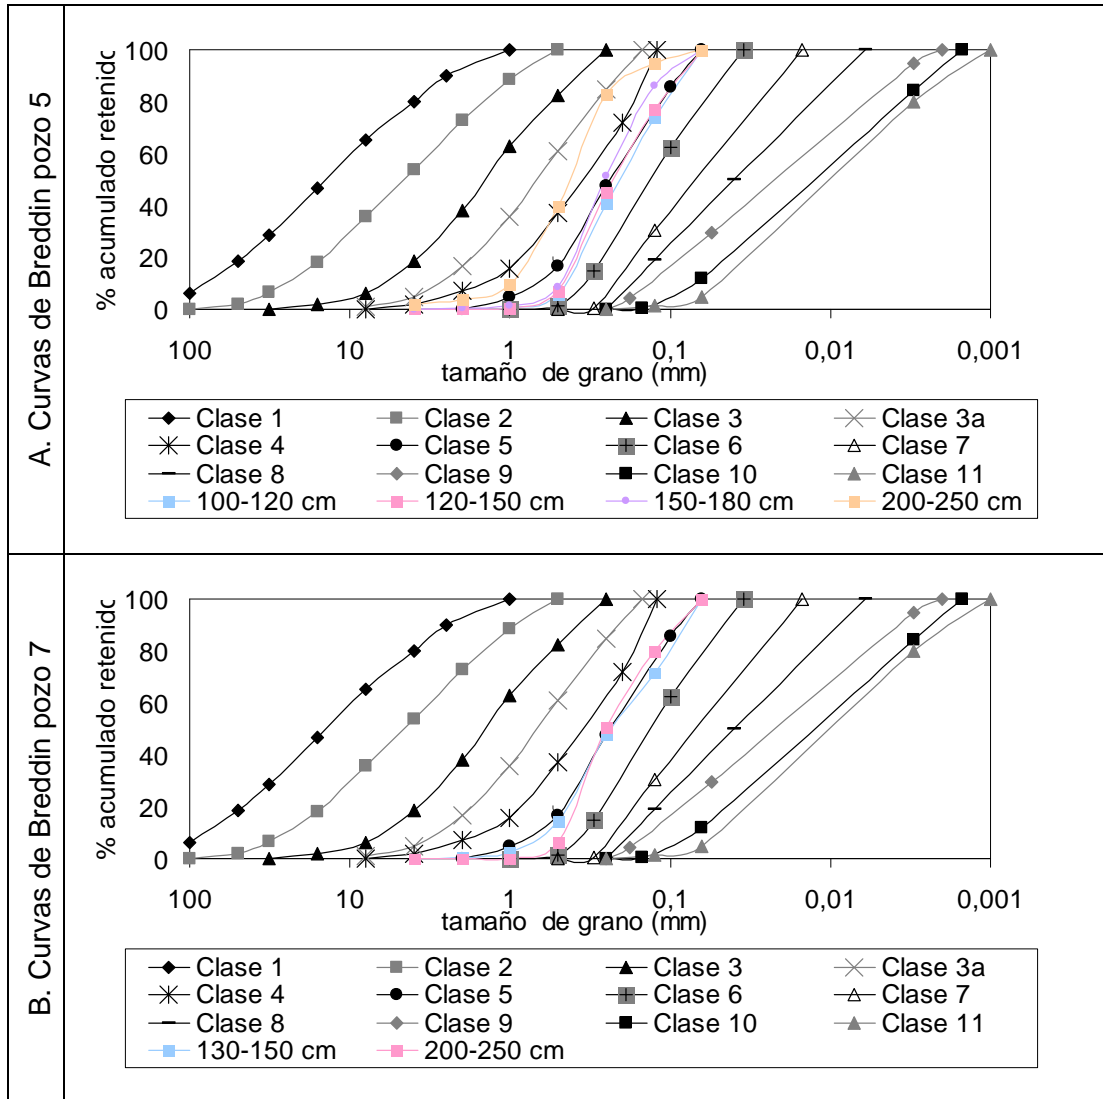 A. Curvas de Breddin pozo 5
% acumulado retenido
100
80
60
40
20
0
100 10 1 0,1 0,01 0,001
tamaño de grano (mm)
Clase 1 Clase 2 Clase 3 Clase 3a
Clase 4 Clase 5 Clase 6 Clase 7
Clase 8 Clase 9 Clase 10 Clase 11
100-120 cm 120-150 cm 150-180 cm 200-250 cm
B. Curvas de Breddin pozo 7
% acumulado retenido
100
80
60
40
20
0
100 10 1 0,1 0,01 0,001
tamaño de grano (mm)
Clase 1 Clase 2 Clase 3 Clase 3a
Clase 4 Clase 5 Clase 6 Clase 7
Clase 8 Clase 9 Clase 10 Clase 11
130-150 cm 200-250 cm